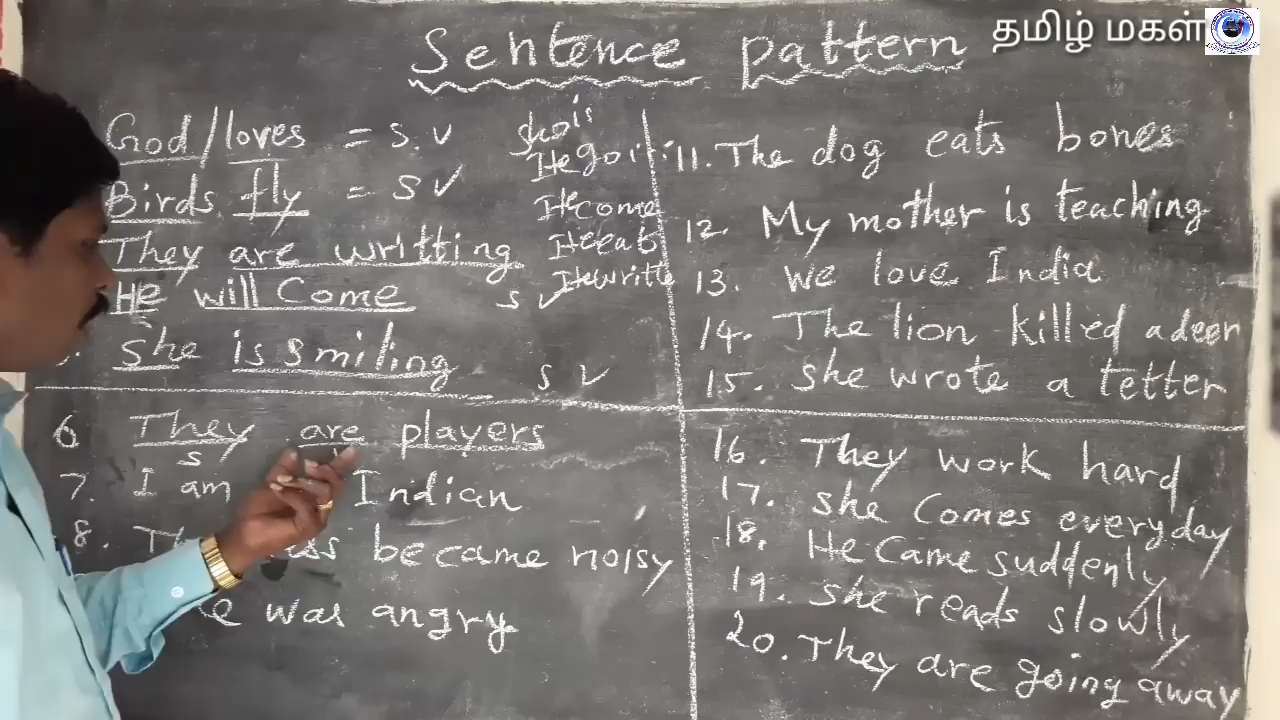 Sentence pattern
தமிழ் மகள்
God/loves = S.V
Birds fly = S V
They are writting
He will Come S V
She is smiling S V
is
He
He come
He eat
He write
6 They are players
S
7. I am Indian
8. became noisy
was angry
11. The dog eats bones
12. My mother is teaching
13. We love India
14. The lion killed a deer
15. She wrote a tetter
16. They work hard
17. She Comes everyday
18. He Came suddenly
19. She reads slowly
20. They are going away